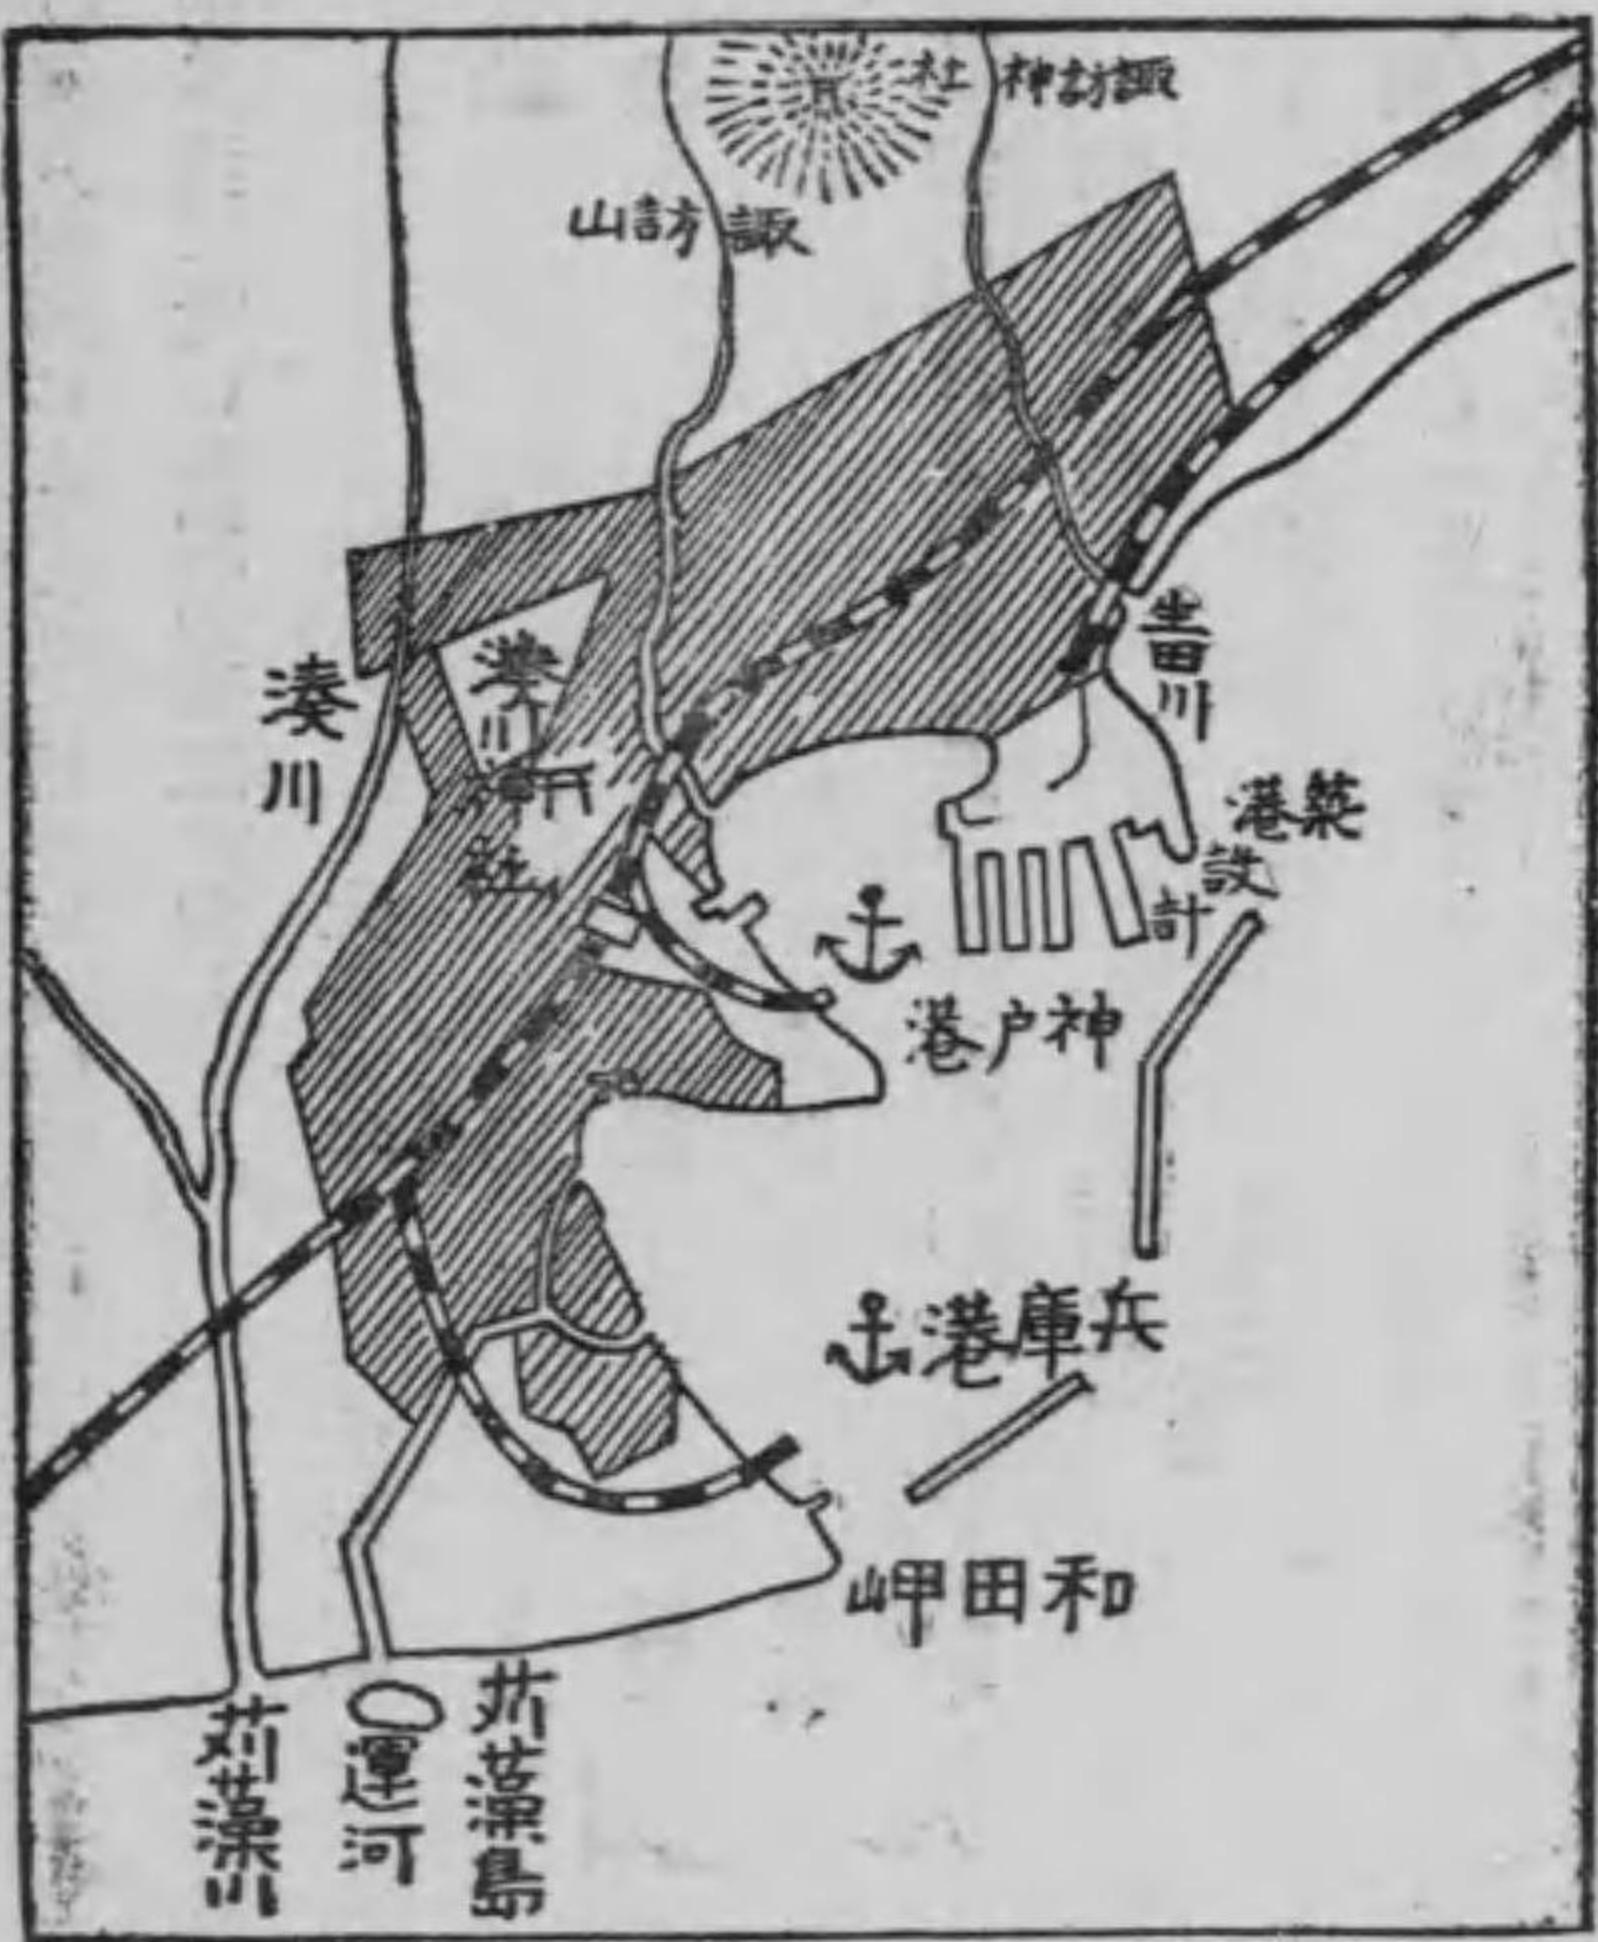 諏訪神社
諏訪山
生田川
湊川
湊川神社
築港
設計
神戸港
兵庫港
和田岬
苅藻島
運河
苅藻川